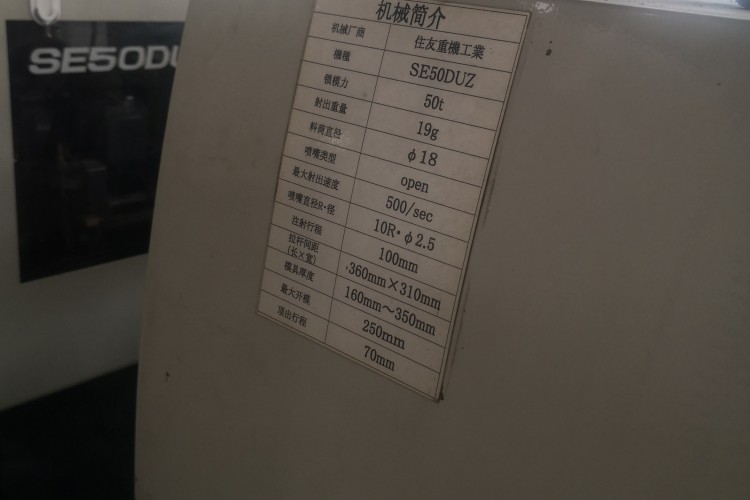 SE50DU
机械简介
机械厂商 住友重機工業
機種 SE50DUZ
锁模力 50t
射出重量 19g
料筒直径 φ18
喷嘴类型 open
最大射出速度 500/sec
喷嘴直径R·径 10R·φ2.5
注射行程 100mm
拉杆间距
(长×宽) 360mm×310mm
模具厚度 160mm～350mm
最大开模 250mm
顶出行程 70mm